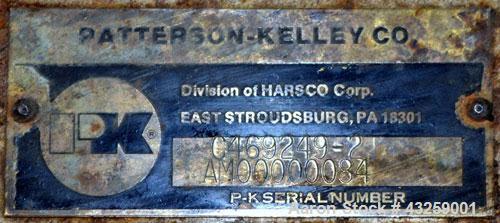 PATTERSON-KELLEY CO.
Division of HARSCO Corp.
EAST STROUDSBURG, PA 18301
PK®
C469249-2
AM00000084
P-K SERIAL NUMBER
Aaron Stock # 43259001